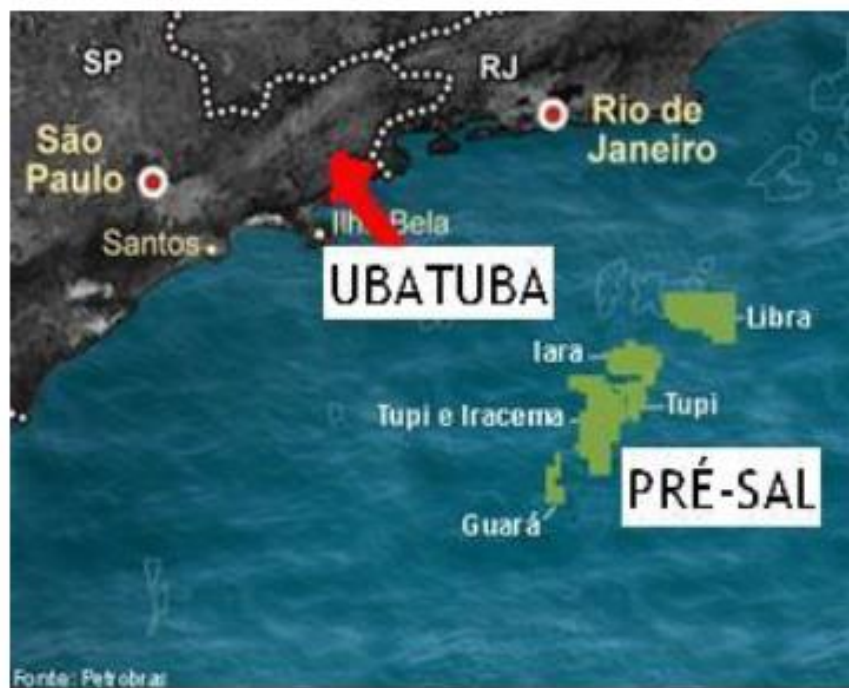 SP
RJ
São
Paulo
Rio de
Janeiro
Santos
Ilha Bela
UBATUBA
Libra
Iara
Tupi e Iracema
Tupi
PRÉ-SAL
Guará
Fonte: Petrobras